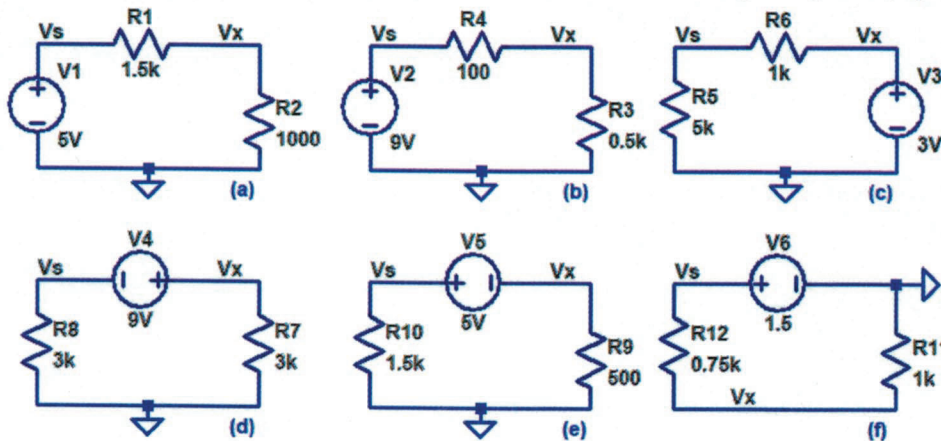 Vs R1 Vx
V1 1.5k
+
−
5V R2
1000
(a)
Vs R4 Vx
V2 100
+
−
9V R3
0.5k
(b)
Vs R6 Vx
1k V3
R5 +
5k −
3V
(c)
V4
Vs − + Vx
9V
R8 R7
3k 3k
(d)
V5
Vs + − Vx
5V
R10 R9
1.5k 500
(e)
V6
Vs + −
1.5
R12 R11
0.75k 1k
Vx
(f)